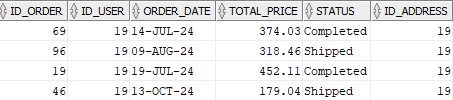 ID_ORDER ID_USER ORDER_DATE TOTAL_PRICE STATUS ID_ADDRESS
69 19 14-JUL-24 374.03 Completed 19
96 19 09-AUG-24 318.46 Shipped 19
19 19 19-JUL-24 452.11 Completed 19
46 19 13-OCT-24 179.04 Shipped 19